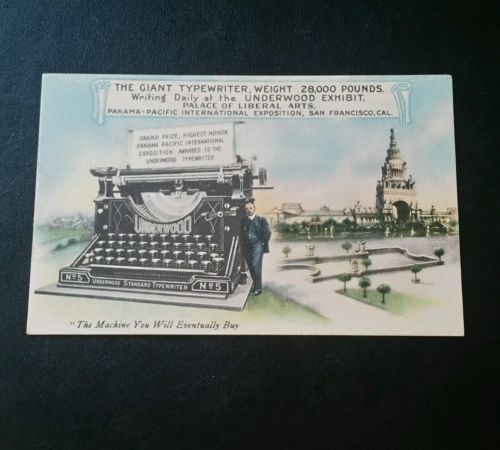 THE GIANT TYPEWRITER, WEIGHT 28,000 POUNDS.
Writing Daily at the UNDERWOOD EXHIBIT,
PALACE OF LIBERAL ARTS,
PANAMA-PACIFIC INTERNATIONAL EXPOSITION, SAN FRANCISCO, CAL.
GRAND PRIZE, HIGHEST HONOR
PANAMA PACIFIC INTERNATIONAL
EXPOSITION. AWARDED TO THE
UNDERWOOD TYPEWRITER
UNDERWOOD
Nº5 UNDERWOOD STANDARD TYPEWRITER Nº5
"The Machine You Will Eventually Buy